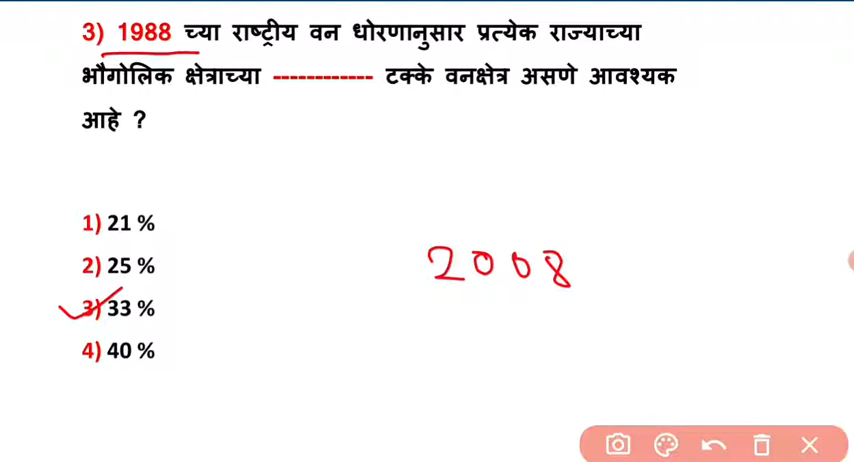 3) 1988 च्या राष्ट्रीय वन धोरणानुसार प्रत्येक राज्याच्या
भौगोलिक क्षेत्राच्या ------------ टक्के वनक्षेत्र असणे आवश्यक
आहे ?
1) 21 %
2) 25 %
2008
3) 33 %
4) 40 %